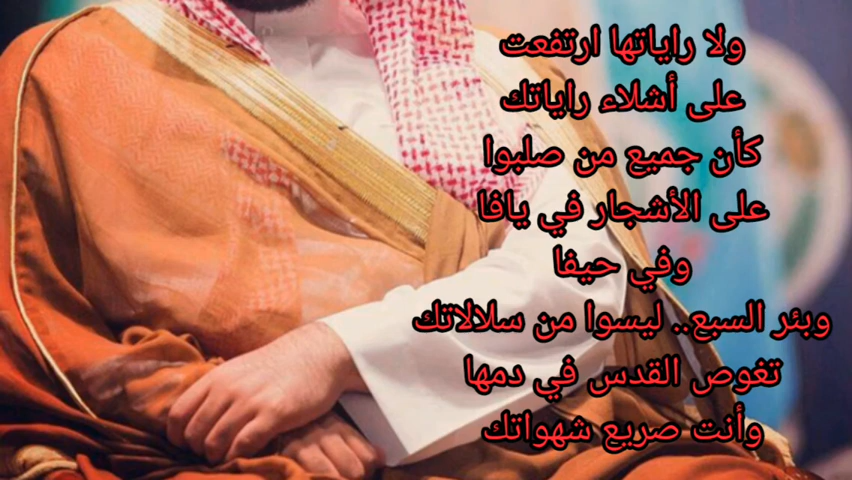 ولا راياتها ارتفعت
على أشلاء راياتك
كأن جميع من صلبوا
على الأشجار في يافا
وفي حيفا
وبئر السبع.. ليسوا من سلالاتك
تغوص القدس في دمها
وأنت صريع شهواتك